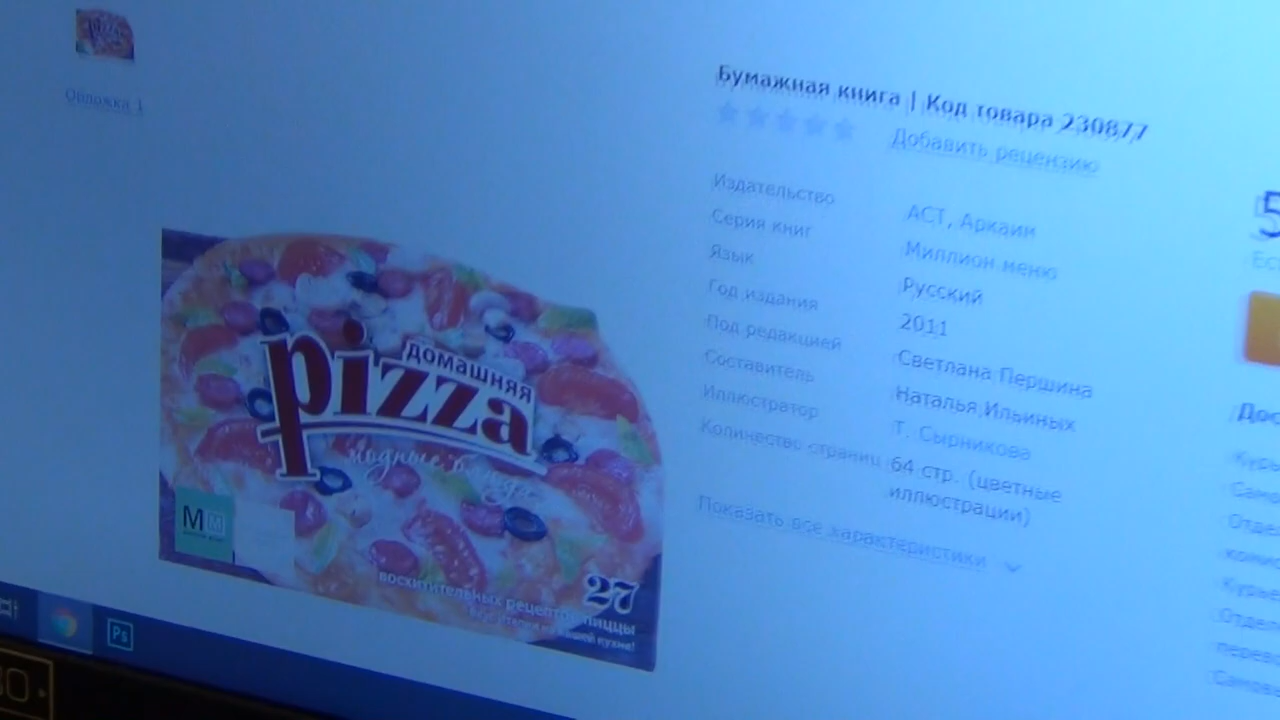 Обложка 1
Бумажная книга | Код товара 230877
Добавить рецензию
Издательство АСТ, Аркаим
Серия книг Миллион меню
Язык Русский
Год издания 2011
Под редакцией Светлана Першина
Составитель Наталья Ильиных
Иллюстратор Т. Сырникова
Количество страниц 64 стр. (цветные
иллюстрации)
Показать все характеристики
домашняя
pizza
модные
М М
27
восхитительных рецептов пиццы
Ps